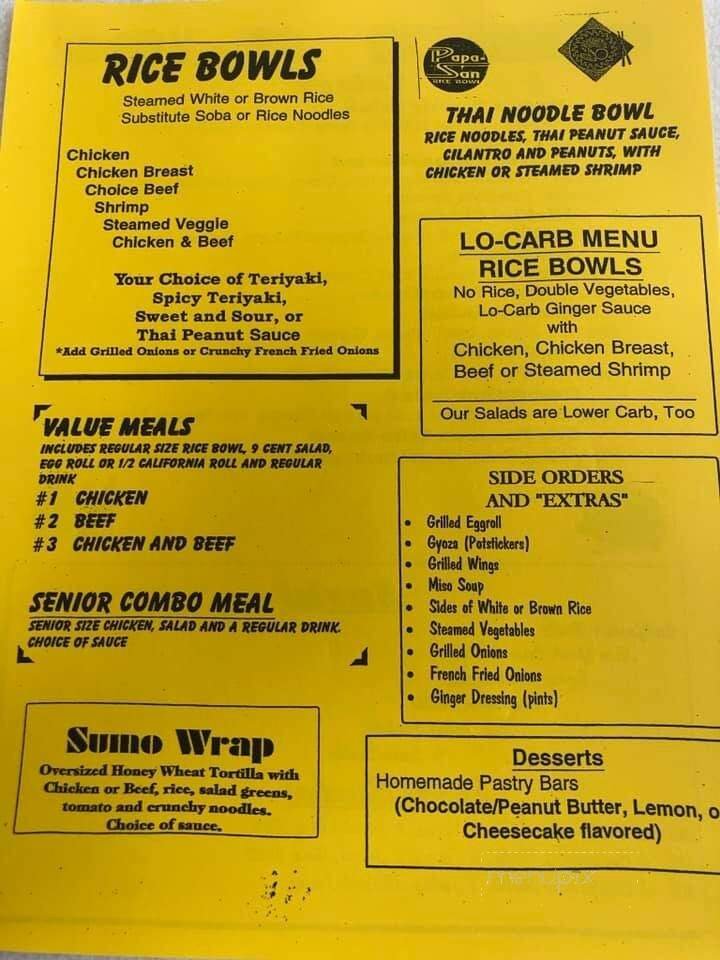 RICE BOWLS
Steamed White or Brown Rice
Substitute Soba or Rice Noodles
Chicken
Chicken Breast
Choice Beef
Shrimp
Steamed Veggie
Chicken & Beef
Your Choice of Teriyaki,
Spicy Teriyaki,
Sweet and Sour, or
Thai Peanut Sauce
*Add Grilled Onions or Crunchy French Fried Onions
VALUE MEALS
INCLUDES REGULAR SIZE RICE BOWL, 9 CENT SALAD,
EGG ROLL OR 1/2 CALIFORNIA ROLL AND REGULAR
DRINK
#1 CHICKEN
#2 BEEF
#3 CHICKEN AND BEEF
SENIOR COMBO MEAL
SENIOR SIZE CHICKEN, SALAD AND A REGULAR DRINK.
CHOICE OF SAUCE
Sumo Wrap
Oversized Honey Wheat Tortilla with
Chicken or Beef, rice, salad greens,
tomato and crunchy noodles.
Choice of sauce.
Papa-
San
RICE BOWL
THAI NOODLE BOWL
RICE NOODLES, THAI PEANUT SAUCE,
CILANTRO AND PEANUTS, WITH
CHICKEN OR STEAMED SHRIMP
LO-CARB MENU
RICE BOWLS
No Rice, Double Vegetables,
Lo-Carb Ginger Sauce
with
Chicken, Chicken Breast,
Beef or Steamed Shrimp
Our Salads are Lower Carb, Too
SIDE ORDERS
AND "EXTRAS"
• Grilled Eggroll
• Gyoza (Potstickers)
• Grilled Wings
• Miso Soup
• Sides of White or Brown Rice
• Steamed Vegetables
• Grilled Onions
• French Fried Onions
• Ginger Dressing (pints)
Desserts
Homemade Pastry Bars
(Chocolate/Peanut Butter, Lemon, o
Cheesecake flavored)
menupix